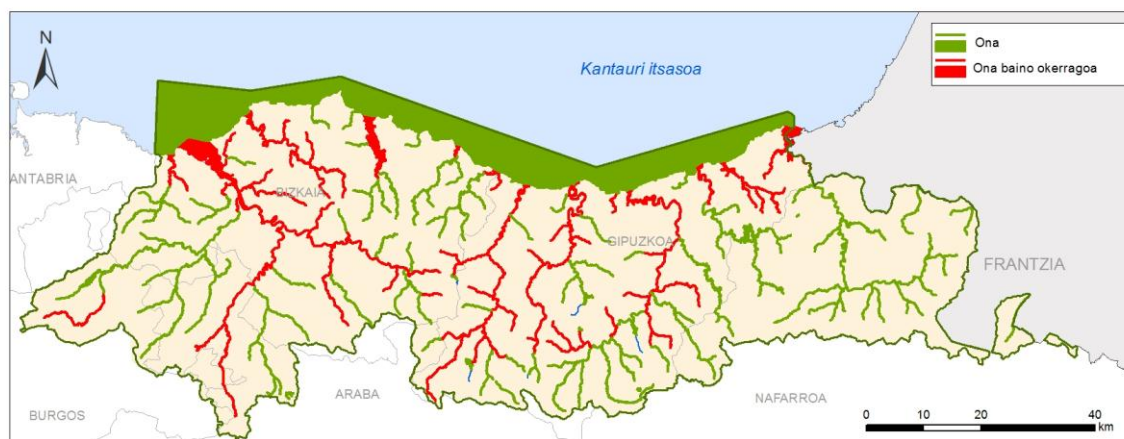 N
Kantauri itsasoa
Ona
Ona baino okerragoa
ANTABRIA
BIZKAIA
GIPUZKOA
FRANTZIA
ARABA
NAFARROA
BURGOS
0 10 20 40
km